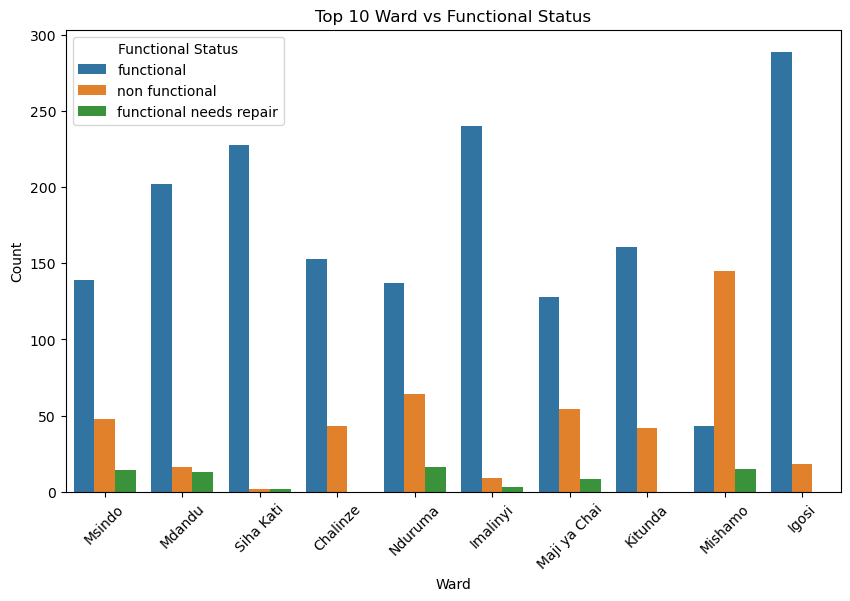 Top 10 Ward vs Functional Status
Functional Status
functional
non functional
functional needs repair
Count
300
250
200
150
100
50
0
Msindo
Mdandu
Siha Kati
Chalinze
Nduruma
Imalinyi
Maji ya Chai
Kitunda
Mishamo
Igosi
Ward